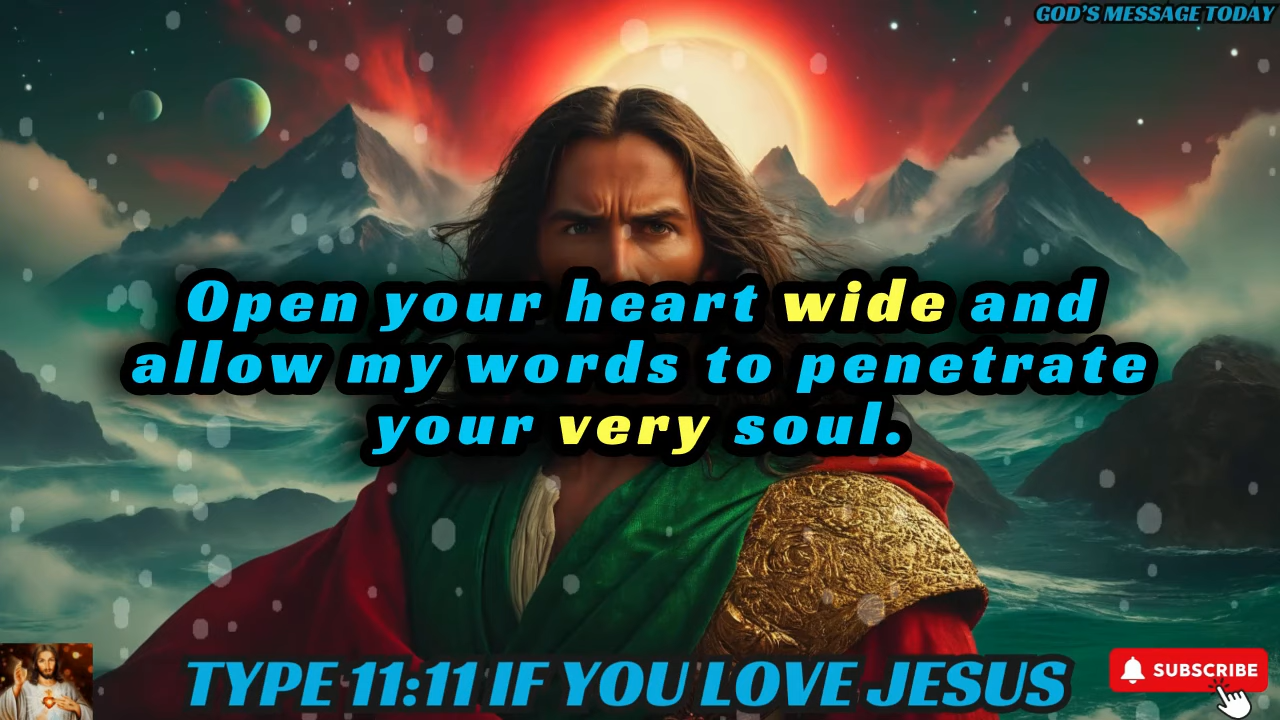 GOD'S MESSAGE TODAY
Open your heart wide and
allow my words to penetrate
your very soul.
TYPE 11:11 IF YOU LOVE JESUS
SUBSCRIBE